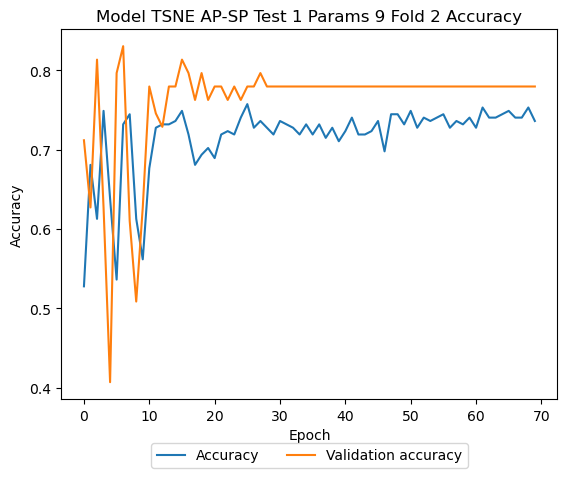 Model TSNE AP-SP Test 1 Params 9 Fold 2 Accuracy
Accuracy
0.8
0.7
0.6
0.5
0.4
0 10 20 30 40 50 60 70
Epoch
Accuracy Validation accuracy